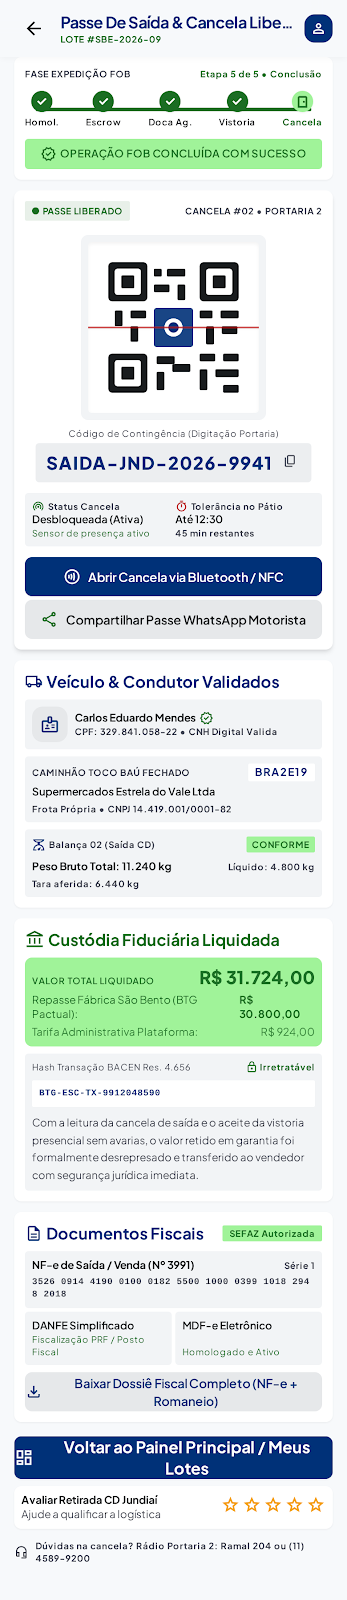 Passe De Saída & Cancela Libe...
LOTE #SBE-2026-09
FASE EXPEDIÇÃO FOB
Etapa 5 de 5 • Conclusão
Homol.
Escrow
Doca Ag.
Vistoria
Cancela
OPERAÇÃO FOB CONCLUÍDA COM SUCESSO
● PASSE LIBERADO
CANCELA #02 • PORTARIA 2
Código de Contingência (Digitação Portaria)
SAIDA-JND-2026-9941
Status Cancela
Desbloqueada (Ativa)
Sensor de presença ativo
Tolerância no Pátio
Até 12:30
45 min restantes
Abrir Cancela via Bluetooth / NFC
Compartilhar Passe WhatsApp Motorista
Veículo & Condutor Validados
Carlos Eduardo Mendes
CPF: 329.841.058-22 • CNH Digital Valida
CAMINHÃO TOCO BAÚ FECHADO
BRA2E19
Supermercados Estrela do Vale Ltda
Frota Própria • CNPJ 14.419.001/0001-82
Balança 02 (Saída CD)
CONFORME
Peso Bruto Total: 11.240 kg
Líquido: 4.800 kg
Tara aferida: 6.440 kg
Custódia Fiduciária Liquidada
VALOR TOTAL LIQUIDADO
R$ 31.724,00
Repasse Fábrica São Bento (BTG
Pactual):
R$
30.800,00
Tarifa Administrativa Plataforma:
R$ 924,00
Hash Transação BACEN Res. 4.656
Irretratável
BTG-ESC-TX-9912048590
Com a leitura da cancela de saída e o aceite da vistoria
presencial sem avarias, o valor retido em garantia foi
formalmente desrepresado e transferido ao vendedor
com segurança jurídica imediata.
Documentos Fiscais
SEFAZ Autorizada
NF-e de Saída / Venda (Nº 3991)
Série 1
3526 0914 4190 0100 0182 5500 1000 0399 1018 294
8 2018
DANFE Simplificado
Fiscalização PRF / Posto
Fiscal
MDF-e Eletrônico
Homologado e Ativo
Baixar Dossiê Fiscal Completo (NF-e +
Romaneio)
Voltar ao Painel Principal / Meus
Lotes
Avaliar Retirada CD Jundiaí
Ajude a qualificar a logística
Dúvidas na cancela? Rádio Portaria 2: Ramal 204 ou (11)
4589-9200